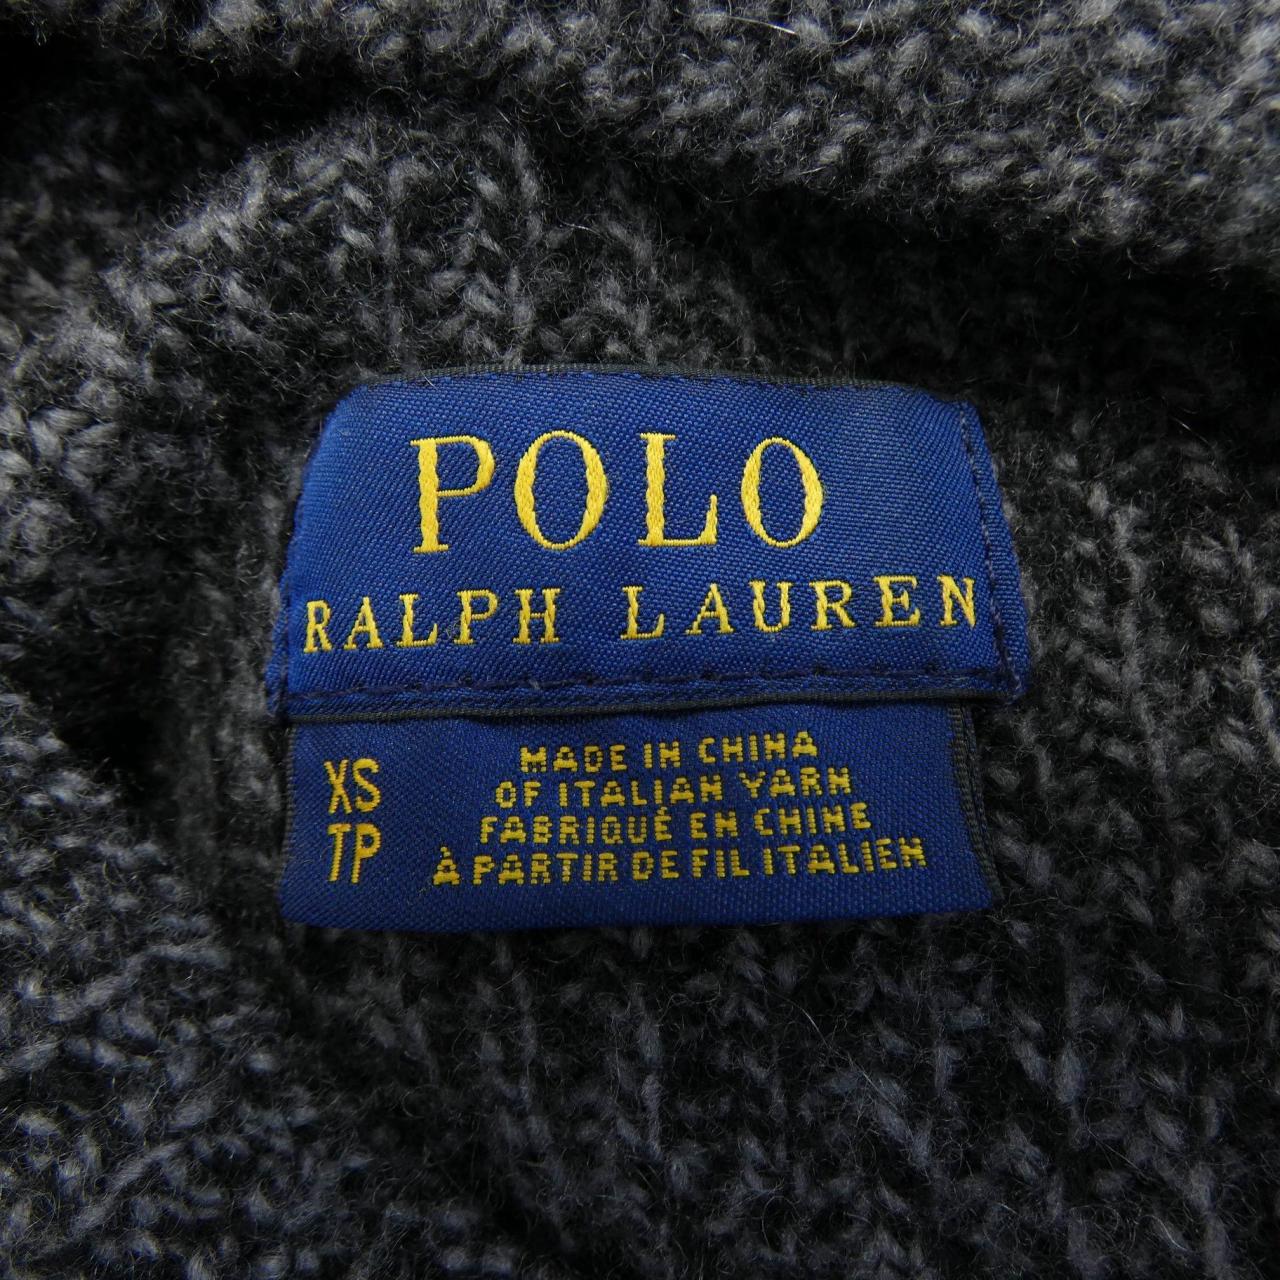 POLO
RALPH LAUREN
XS
TP
MADE IN CHINA
OF ITALIAN YARN
FABRIQUÉ EN CHINE
À PARTIR DE FIL ITALIEN